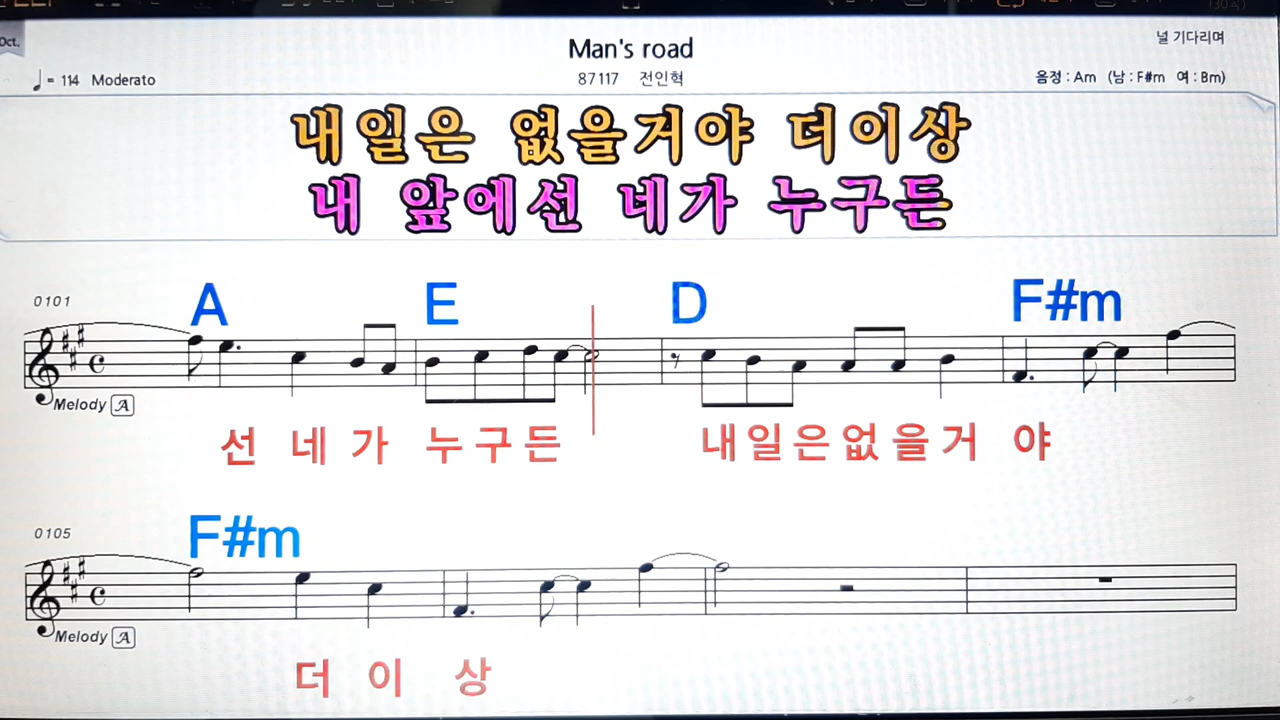 Oct.
Man's road
널 기다리며
♩= 114 Moderato
87117 전인혁
음정 : Am (남 : F#m 여 : Bm)
내일은 없을거야 더이상
내 앞에선 네가 누구든
0101
A E D F#m
Melody A
선 네 가 누구든 내일은없을거 야
0105
F#m
Melody A
더 이 상